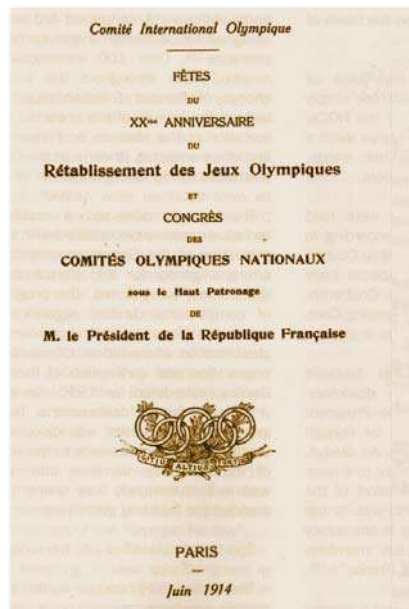 Comité International Olympique
FÊTES
DU
XXme ANNIVERSAIRE
DU
Rétablissement des Jeux Olympiques
ET
CONGRÈS
DES
COMITÉS OLYMPIQUES NATIONAUX
sous le Haut Patronage
DE
M. le Président de la République Française
CITIUS ALTIUS FORTIUS
PARIS
Juin 1914